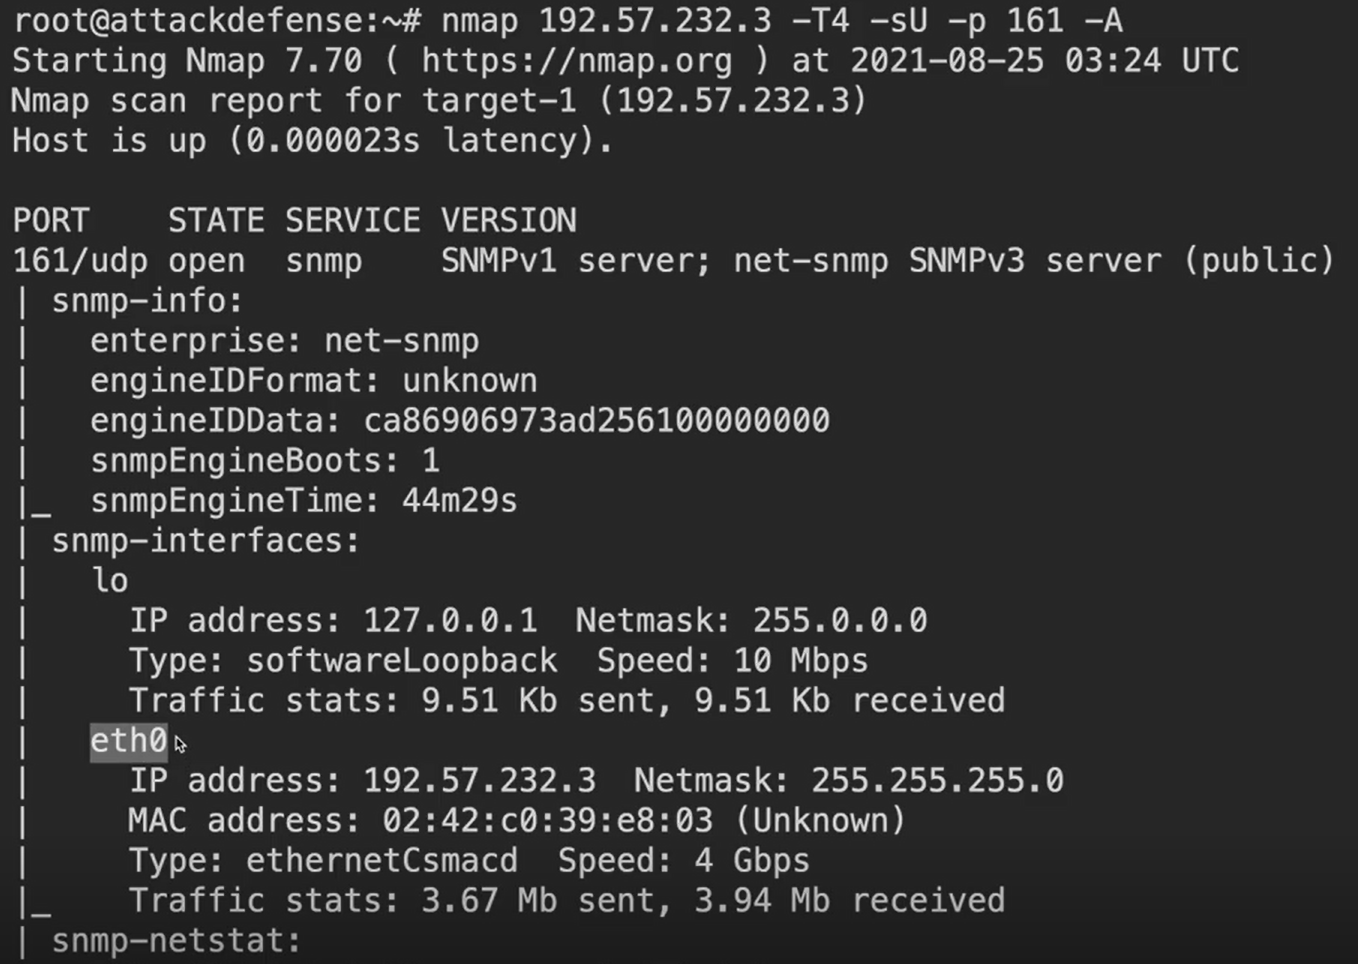 root@attackdefense:~# nmap 192.57.232.3 -T4 -sU -p 161 -A
Starting Nmap 7.70 ( https://nmap.org ) at 2021-08-25 03:24 UTC
Nmap scan report for target-1 (192.57.232.3)
Host is up (0.000023s latency).

PORT    STATE SERVICE VERSION
161/udp open  snmp    SNMPv1 server; net-snmp SNMPv3 server (public)
| snmp-info:
|   enterprise: net-snmp
|   engineIDFormat: unknown
|   engineIDData: ca86906973ad256100000000
|   snmpEngineBoots: 1
|_  snmpEngineTime: 44m29s
| snmp-interfaces:
|   lo
|     IP address: 127.0.0.1  Netmask: 255.0.0.0
|     Type: softwareLoopback  Speed: 10 Mbps
|     Traffic stats: 9.51 Kb sent, 9.51 Kb received
|   eth0
|     IP address: 192.57.232.3  Netmask: 255.255.255.0
|     MAC address: 02:42:c0:39:e8:03 (Unknown)
|     Type: ethernetCsmacd  Speed: 4 Gbps
|_    Traffic stats: 3.67 Mb sent, 3.94 Mb received
| snmp-netstat: